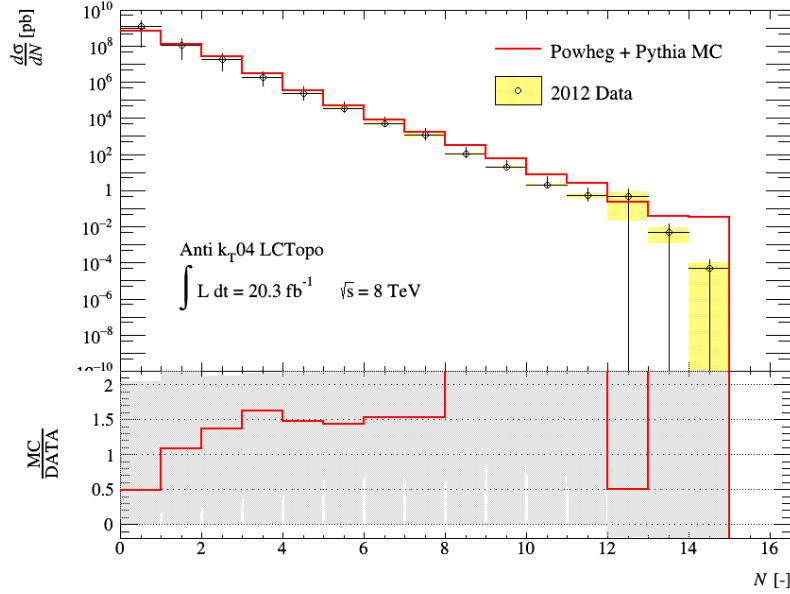 dσ/dN [pb]
10^10
10^8
10^6
10^4
10^2
1
10^−2
10^−4
10^−6
10^−8
10^−10
Powheg + Pythia MC
2012 Data
Anti k_T04 LCTopo
∫ L dt = 20.3 fb^-1 √s = 8 TeV
MC/DATA
2
1.5
1
0.5
0
0 2 4 6 8 10 12 14 16
N [-]